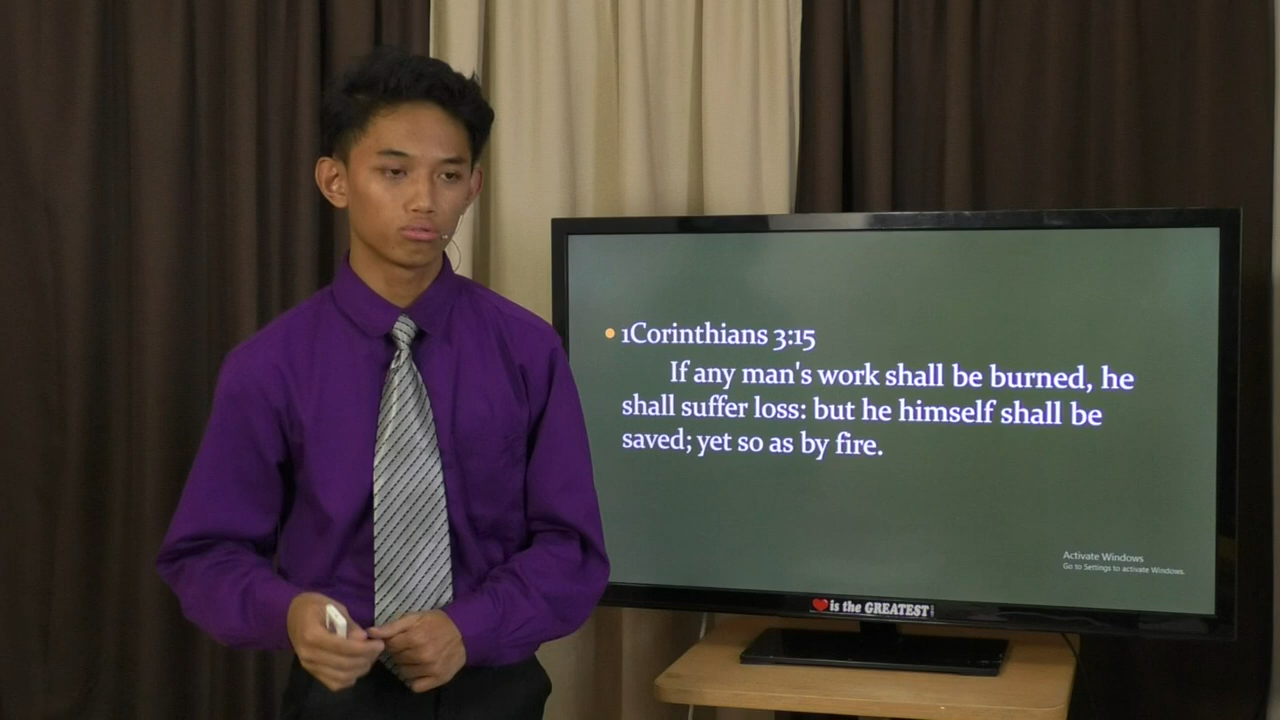 1Corinthians 3:15
If any man's work shall be burned, he
shall suffer loss: but he himself shall be
saved; yet so as by fire.
Activate Windows
Go to Settings to activate Windows.
is the GREATEST